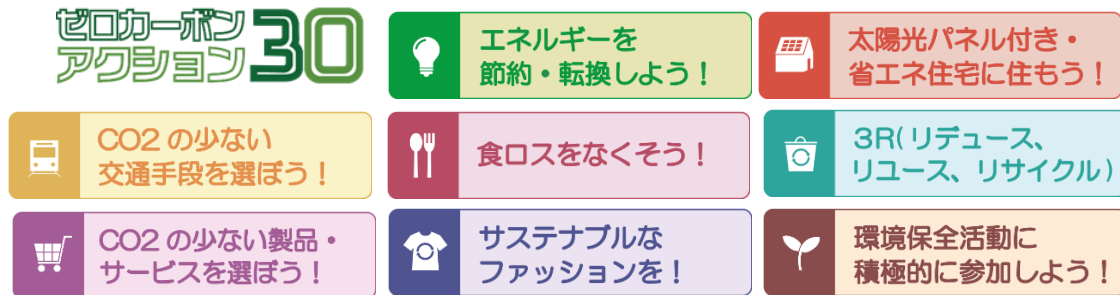 ゼロカーボン
アクション30
エネルギーを
節約・転換しよう！
太陽光パネル付き・
省エネ住宅に住もう！
CO2の少ない
交通手段を選ぼう！
食ロスをなくそう！
3R(リデュース、
リユース、リサイクル)
CO2の少ない製品・
サービスを選ぼう！
サステナブルな
ファッションを！
環境保全活動に
積極的に参加しよう！